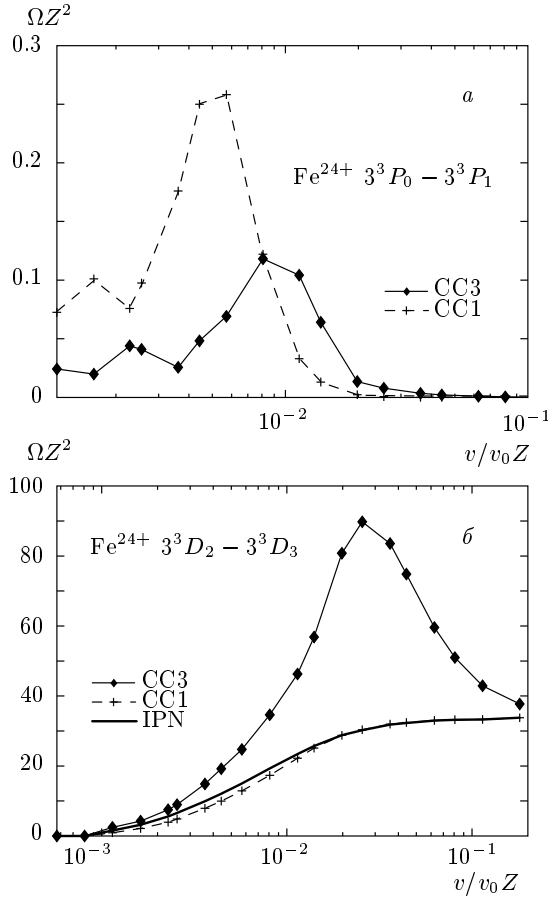 ΩZ²
0.3
а
0.2
Fe²⁴⁺ 3³P₀ − 3³P₁
0.1
CC3
CC1
0
10⁻²
10⁻¹
ΩZ²
v/v₀Z
100
Fe²⁴⁺ 3³D₂ − 3³D₃
б
80
60
CC3
CC1
IPN
40
20
0
10⁻³
10⁻²
10⁻¹
v/v₀Z